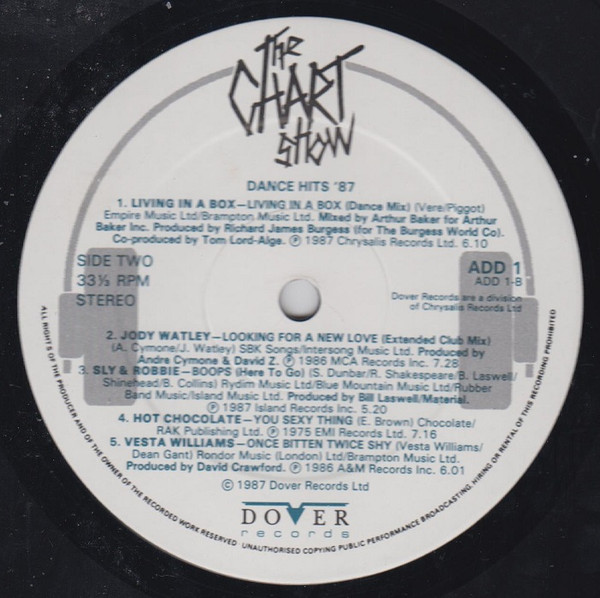 The
CHART
SHOW
DANCE HITS '87
1. LIVING IN A BOX—LIVING IN A BOX (Dance Mix) (Vere/Piggot)
Empire Music Ltd/Brampton Music Ltd. Mixed by Arthur Baker for Arthur
Baker Inc. Produced by Richard James Burgess (for The Burgess World Co).
Co-produced by Tom Lord-Alge. Ⓟ 1987 Chrysalis Records Ltd. 6.10
SIDE TWO
33⅓ RPM
STEREO
ADD 1
ADD 1-B
Dover Records are a division
of Chrysalis Records Ltd
2. JODY WATLEY—LOOKING FOR A NEW LOVE (Extended Club Mix)
(A. Cymone/J. Watley) SBK Songs/Intersong Music Ltd. Produced by
Andre Cymone & David Z. Ⓟ 1986 MCA Records Inc. 7.28
3. SLY & ROBBIE—BOOPS (Here To Go) (S. Dunbar/R. Shakespeare/B. Laswell/
Shinehead/B. Collins) Rydim Music Ltd/Blue Mountain Music Ltd/Rubber
Band Music/Island Music Ltd. Produced by Bill Laswell/Material.
Ⓟ 1987 Island Records Inc. 5.20
4. HOT CHOCOLATE—YOU SEXY THING (E. Brown) Chocolate/
RAK Publishing Ltd. Ⓟ 1975 EMI Records Ltd. 7.16
5. VESTA WILLIAMS—ONCE BITTEN TWICE SHY (Vesta Williams/
Dean Gant) Rondor Music (London) Ltd/Brampton Music Ltd.
Produced by David Crawford. Ⓟ 1986 A&M Records Inc. 6.01
© 1987 Dover Records Ltd
DOVER
records
ALL RIGHTS OF THE PRODUCER AND OF THE OWNER OF THE RECORDED WORK RESERVED · UNAUTHORISED COPYING PUBLIC PERFORMANCE BROADCASTING, HIRING OR RENTAL OF THIS RECORDING PROHIBITED